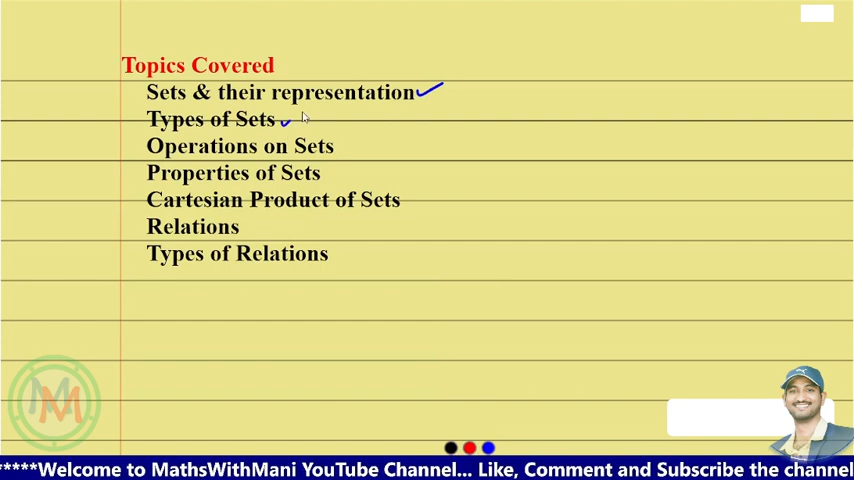 Topics Covered
Sets & their representation
Types of Sets
Operations on Sets
Properties of Sets
Cartesian Product of Sets
Relations
Types of Relations
MM
*****Welcome to MathsWithMani YouTube Channel... Like, Comment and Subscribe the channel